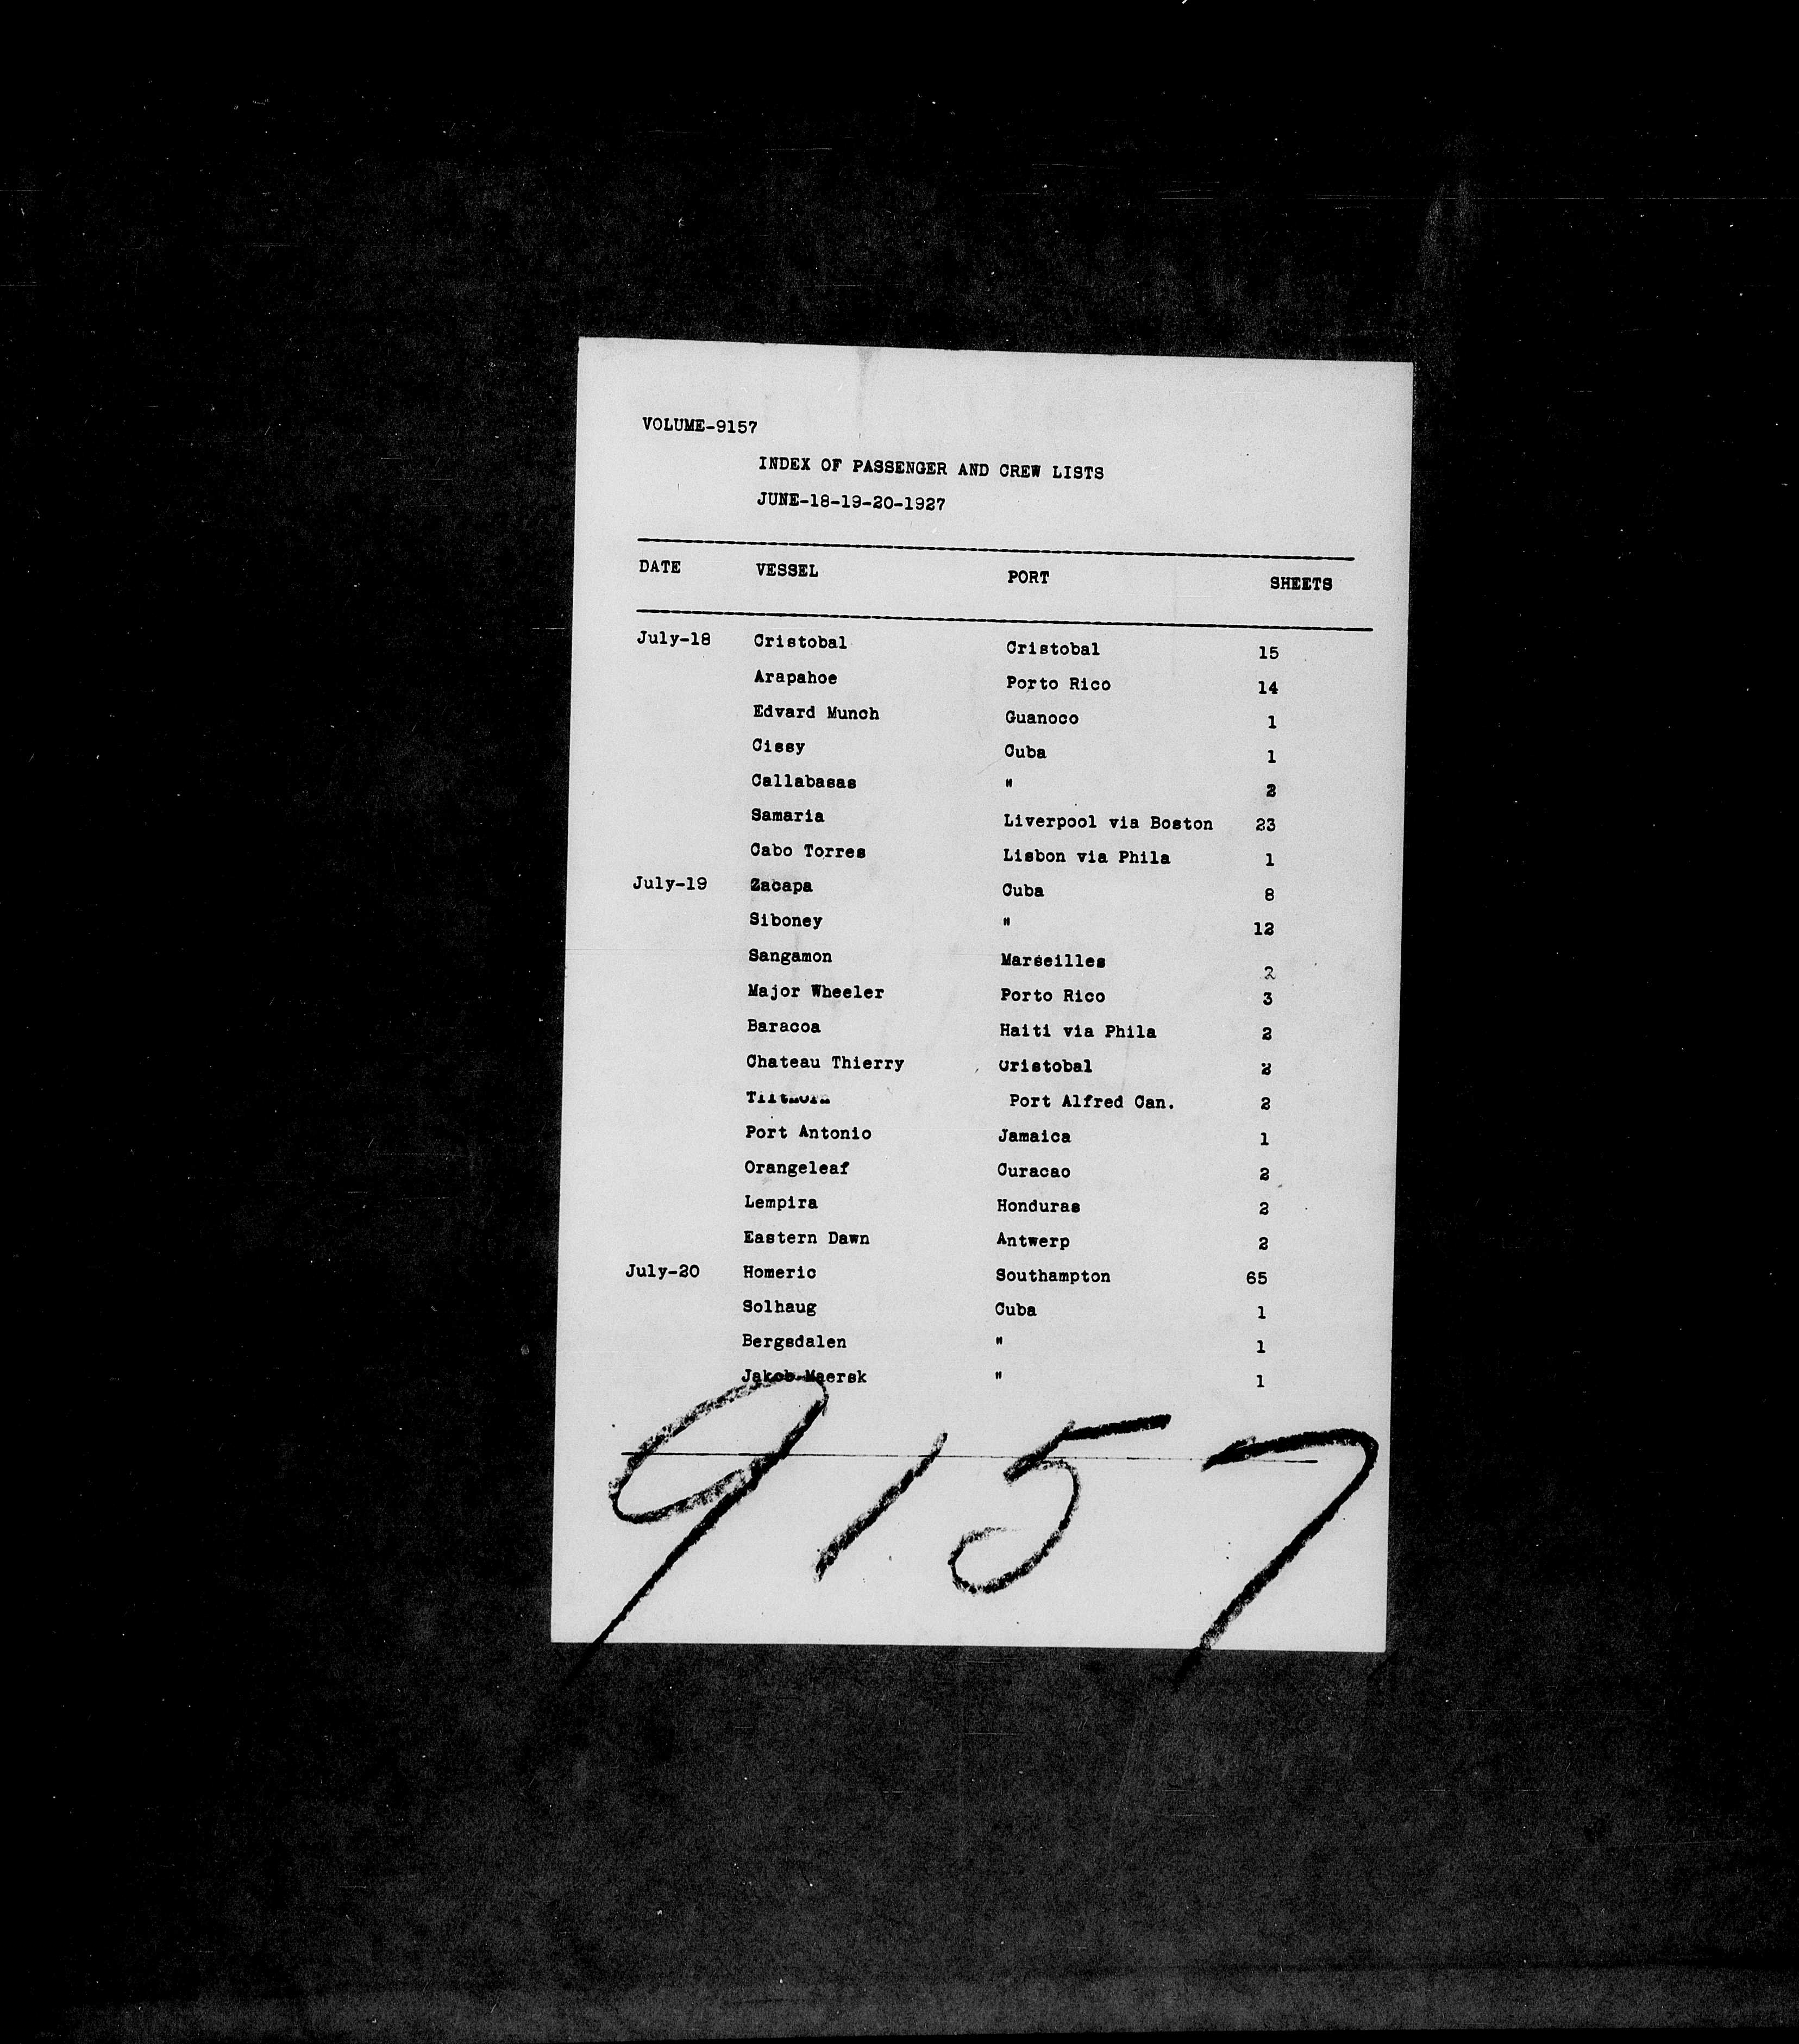 VOLUME-9157
INDEX OF PASSENGER AND CREW LISTS
JUNE-18-19-20-1927
DATE VESSEL PORT SHEETS
July-18 Cristobal Cristobal 15
Arapahoe Porto Rico 14
Edvard Munch Guanoco 1
Cissy Cuba 1
Callabasas " 2
Samaria Liverpool via Boston 23
Cabo Torres Lisbon via Phila 1
July-19 Zacapa Cuba 8
Siboney " 12
Sangamon Marseilles 2
Major Wheeler Porto Rico 3
Baracoa Haiti via Phila 2
Chateau Thierry Cristobal 2
Port Alfred Can. 2
Port Antonio Jamaica 1
Orangeleaf Curacao 2
Lempira Honduras 2
Eastern Dawn Antwerp 2
July-20 Homeric Southampton 65
Solhaug Cuba 1
Bergsdalen " 1
Jakob Maersk " 1
9157